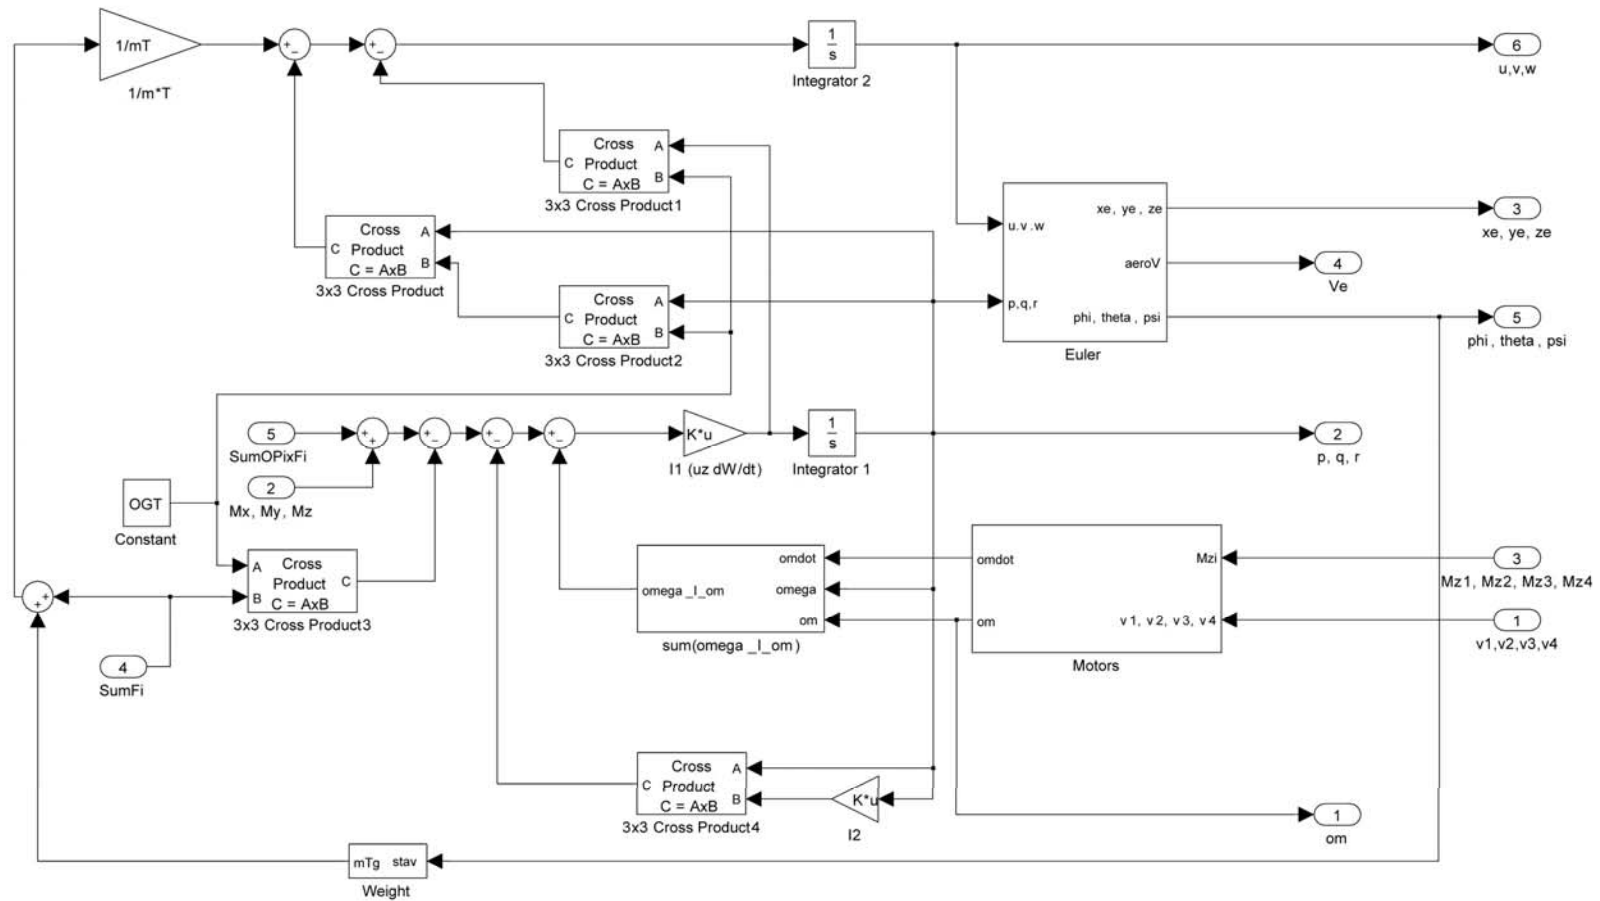 1/mT
1/m*T
+
−
+
−
1
s
Integrator 2
6
u,v,w
Cross
Product
C = AxB
A
B
C
3x3 Cross Product1
Cross
Product
C = AxB
A
B
C
3x3 Cross Product
Cross
Product
C = AxB
A
B
C
3x3 Cross Product2
u.v.w
p,q,r
xe, ye, ze
aeroV
phi, theta, psi
Euler
3
xe, ye, ze
4
Ve
5
phi, theta, psi
5
SumOPixFi
+
+
+
−
+
−
+
−
K*u
I1 (uz dW/dt)
1
s
Integrator 1
2
p, q, r
2
Mx, My, Mz
OGT
Constant
A
B
Cross
Product
C = AxB
C
3x3 Cross Product3
+
+
4
SumFi
omega _I_om
omdot
omega
om
sum(omega _I_om)
omdot
om
Mzi
v1, v2, v3, v4
Motors
3
Mz1, Mz2, Mz3, Mz4
1
v1,v2,v3,v4
Cross
Product
C = AxB
A
B
C
3x3 Cross Product4
K*u
I2
1
om
mTg stav
Weight